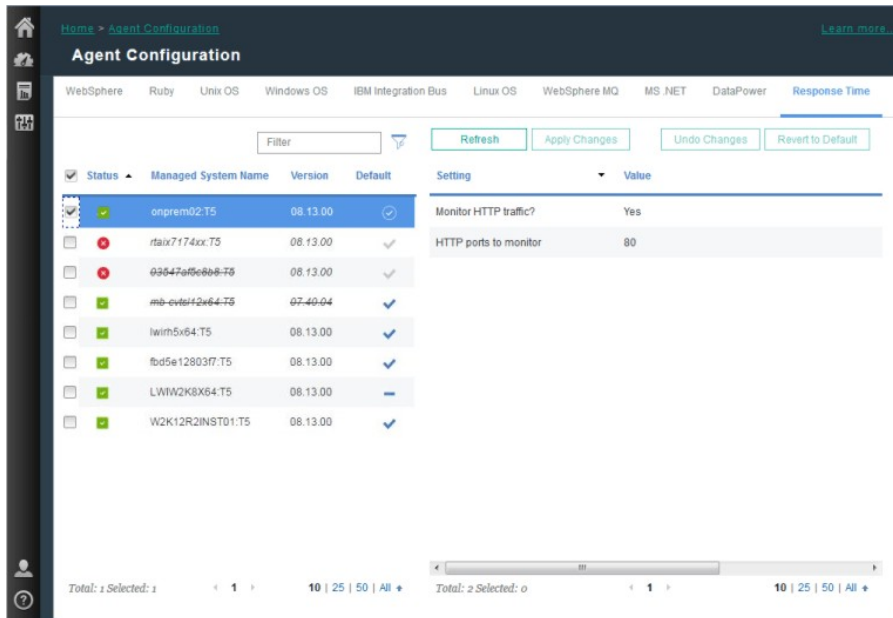 Home > Agent Configuration
Learn more...
Agent Configuration
WebSphere Ruby Unix OS Windows OS IBM Integration Bus Linux OS WebSphere MQ MS .NET DataPower Response Time
Filter
Refresh Apply Changes Undo Changes Revert to Default
Status Managed System Name Version Default
Setting Value
onprem02:T5 08.13.00
Monitor HTTP traffic? Yes
rtaix7174xx:T5 08.13.00
HTTP ports to monitor 80
03547af5c8b8:T5 08.13.00
mb-cvtsl12x64:T5 07.40.04
lwirh5x64:T5 08.13.00
fbd5e12803f7:T5 08.13.00
LWIW2K8X64:T5 08.13.00
W2K12R2INST01:T5 08.13.00
Total: 1 Selected: 1 1 10 | 25 | 50 | All
Total: 2 Selected: 0 1 10 | 25 | 50 | All